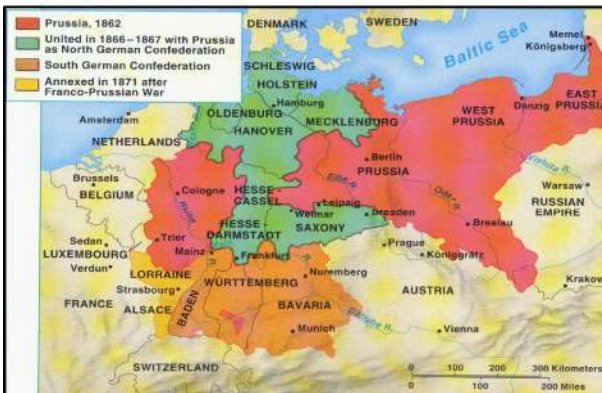 Prussia, 1862
United in 1866–1867 with Prussia
as North German Confederation
South German Confederation
Annexed in 1871 after
Franco-Prussian War
DENMARK
SWEDEN
Baltic Sea
Memel
Königsberg
SCHLESWIG
HOLSTEIN
Hamburg
EAST
PRUSSIA
WEST
PRUSSIA
Danzig
OLDENBURG
HANOVER
MECKLENBURG
Amsterdam
NETHERLANDS
Berlin
PRUSSIA
Elbe R.
Oder R.
Vistula R.
Warsaw
RUSSIAN
EMPIRE
Brussels
BELGIUM
Cologne
Rhine
R.
HESSE-
CASSEL
Leipzig
Weimar
Dresden
SAXONY
Breslau
HESSE-
DARMSTADT
Sedan
LUXEMBOURG
Verdun
Trier
Mainz
Frankfurt
Prague
Königgrätz
Krakow
LORRAINE
Strasbourg
Nuremberg
WÜRTTEMBERG
BAVARIA
AUSTRIA
FRANCE
ALSACE
BADEN
Munich
Danube R.
Vienna
SWITZERLAND
0 100 200 300 Kilometers
0 100 200 Miles